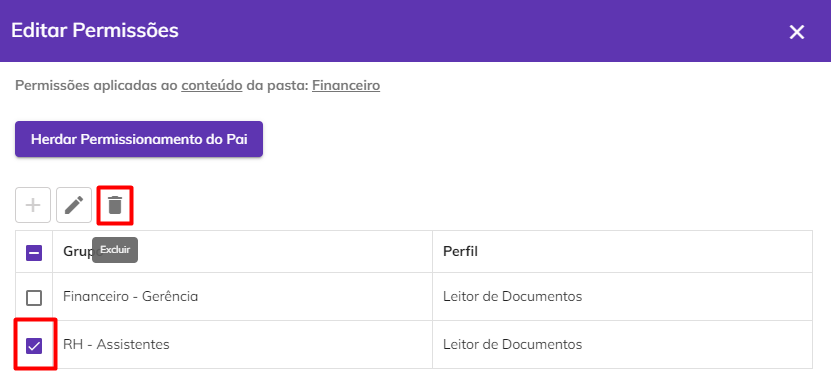 Editar Permissões
Permissões aplicadas ao conteúdo da pasta: Financeiro
Herdar Permissionamento do Pai
Excluir
Grup Perfil
Financeiro - Gerência Leitor de Documentos
RH - Assistentes Leitor de Documentos